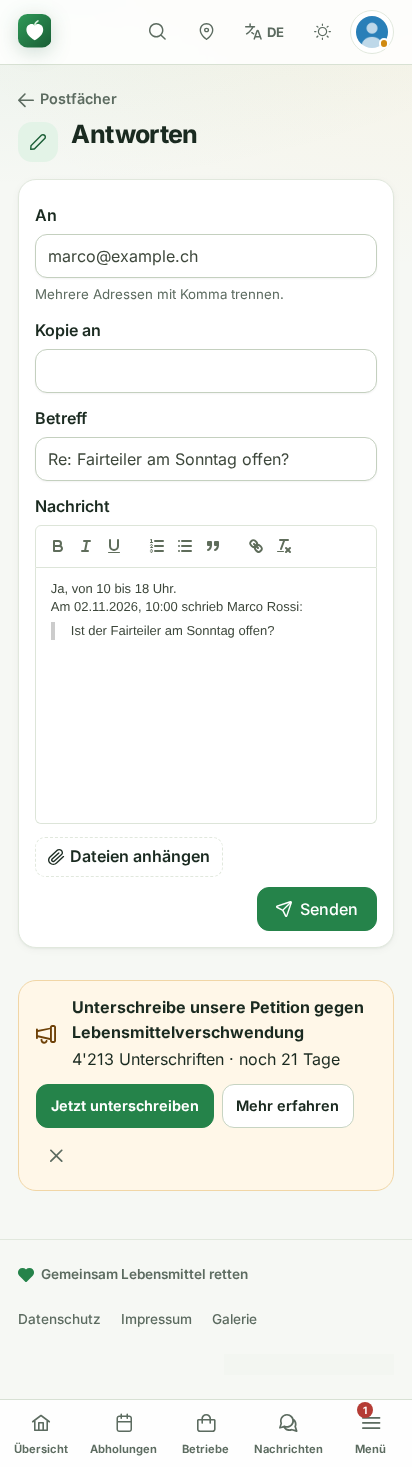 DE
Postfächer
Antworten
An
marco@example.ch
Mehrere Adressen mit Komma trennen.
Kopie an
Betreff
Re: Fairteiler am Sonntag offen?
Nachricht
Ja, von 10 bis 18 Uhr.
Am 02.11.2026, 10:00 schrieb Marco Rossi:
Ist der Fairteiler am Sonntag offen?
Dateien anhängen
Senden
Unterschreibe unsere Petition gegen
Lebensmittelverschwendung
4'213 Unterschriften · noch 21 Tage
Jetzt unterschreiben
Mehr erfahren
Gemeinsam Lebensmittel retten
Datenschutz
Impressum
Galerie
1
Übersicht
Abholungen
Betriebe
Nachrichten
Menü